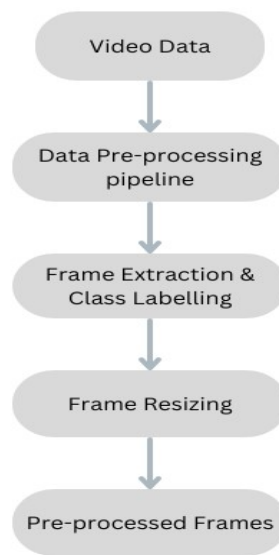 Video Data
Data Pre-processing
pipeline
Frame Extraction &
Class Labelling
Frame Resizing
Pre-processed Frames